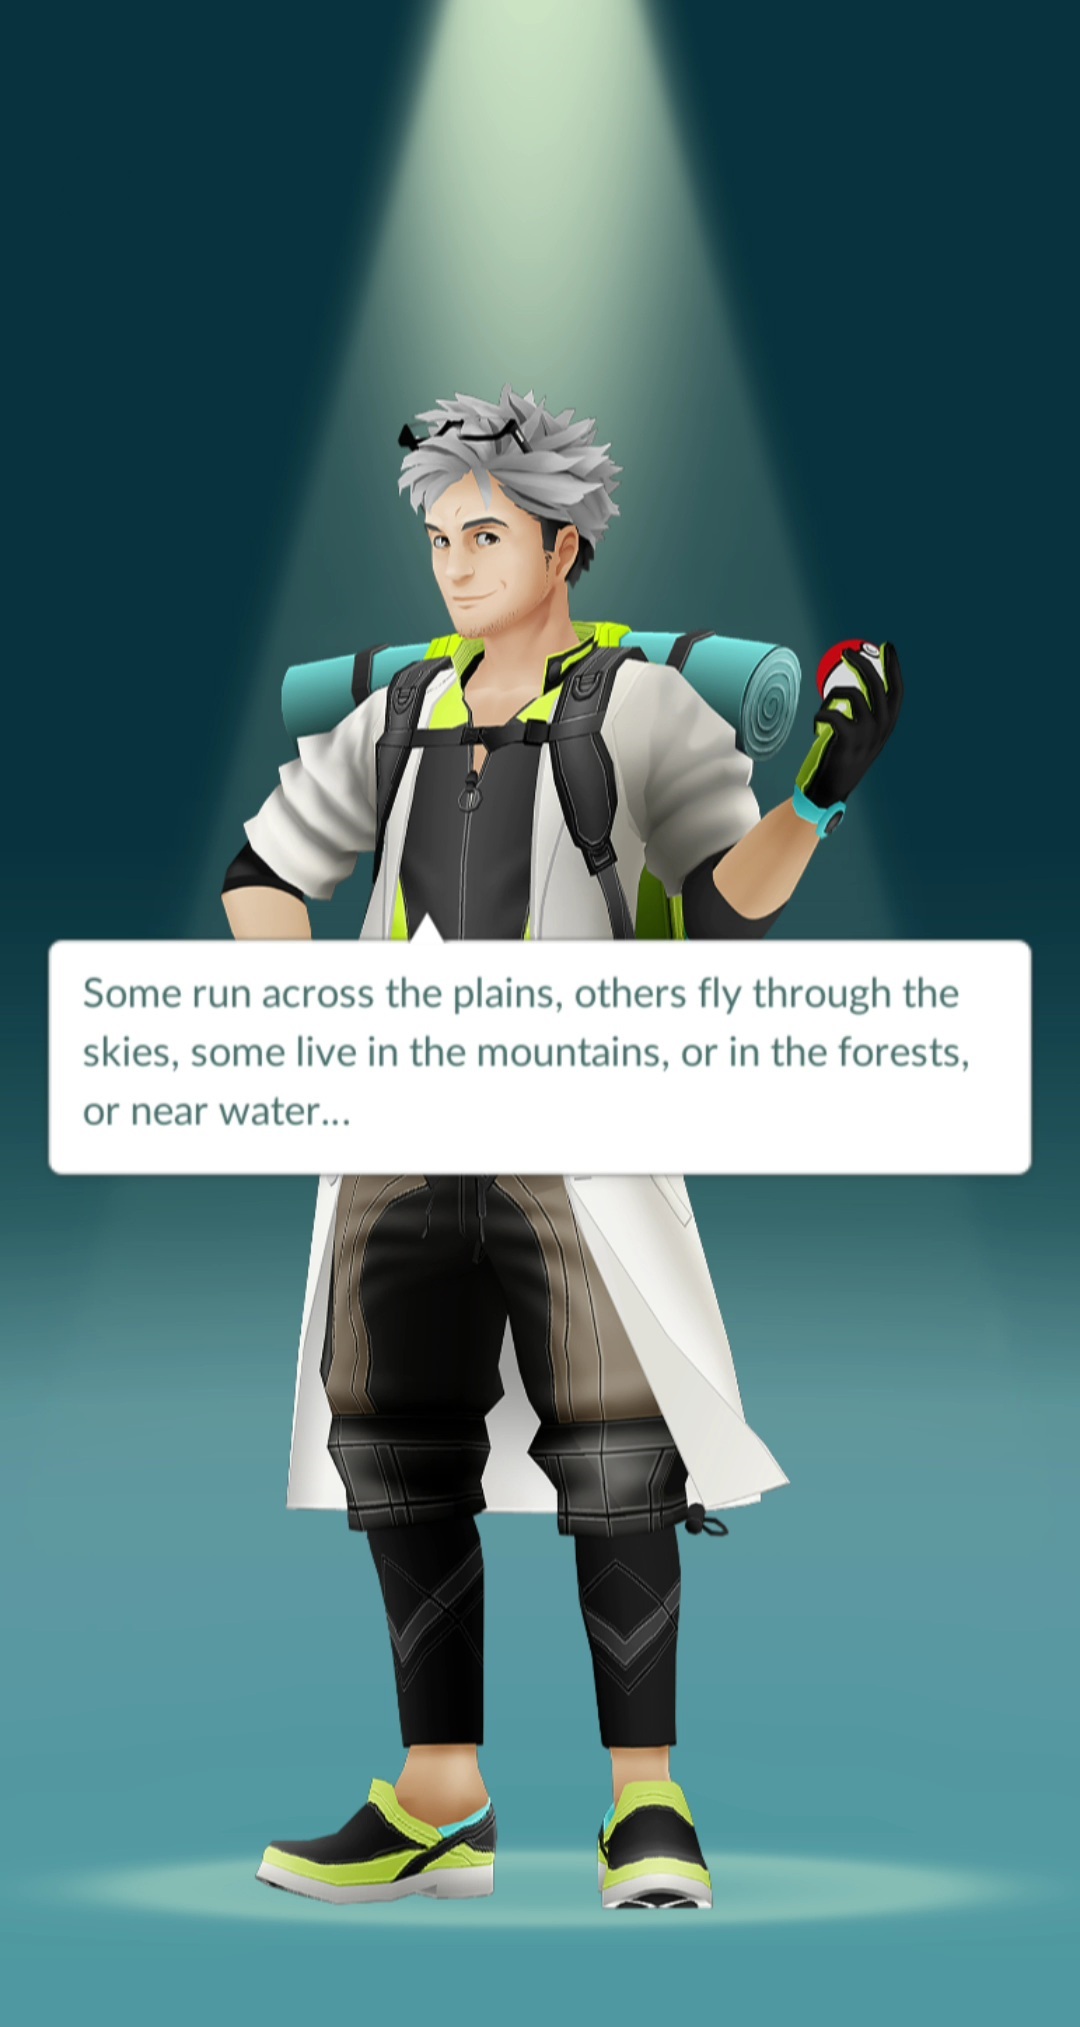 Some run across the plains, others fly through the
skies, some live in the mountains, or in the forests,
or near water...